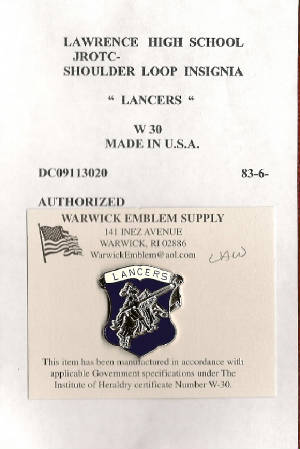 LAWRENCE HIGH SCHOOL
JROTC-
SHOULDER LOOP INSIGNIA
" LANCERS "
W 30
MADE IN U.S.A.
DC09113020 83-6-
AUTHORIZED
WARWICK EMBLEM SUPPLY
141 INEZ AVENUE
WARWICK, RI 02886
WarwickEmblem@aol.com
LAW
LANCERS
This item has been manufactured in accordance with
applicable Government specifications under The
Institute of Heraldry certificate Number W-30.